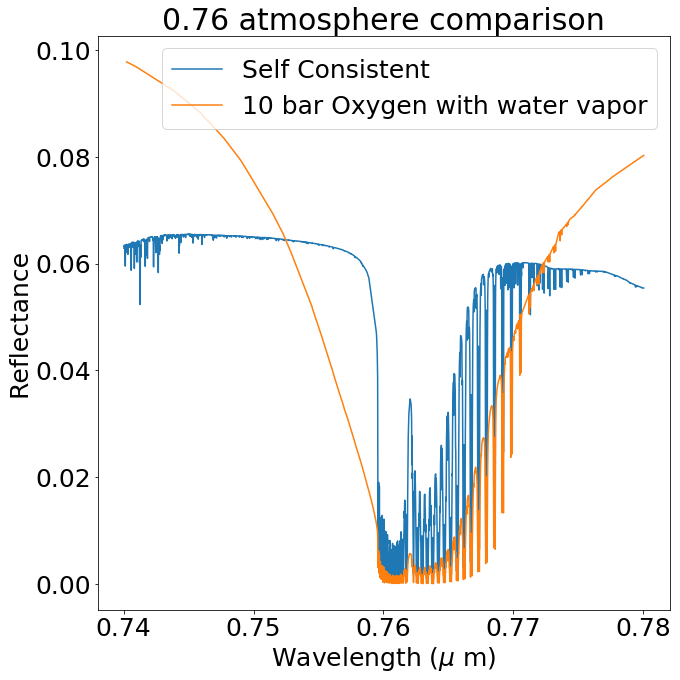 0.76 atmosphere comparison
Self Consistent
10 bar Oxygen with water vapor
0.10
0.08
0.06
0.04
0.02
0.00
Reflectance
0.74 0.75 0.76 0.77 0.78
Wavelength (μ m)